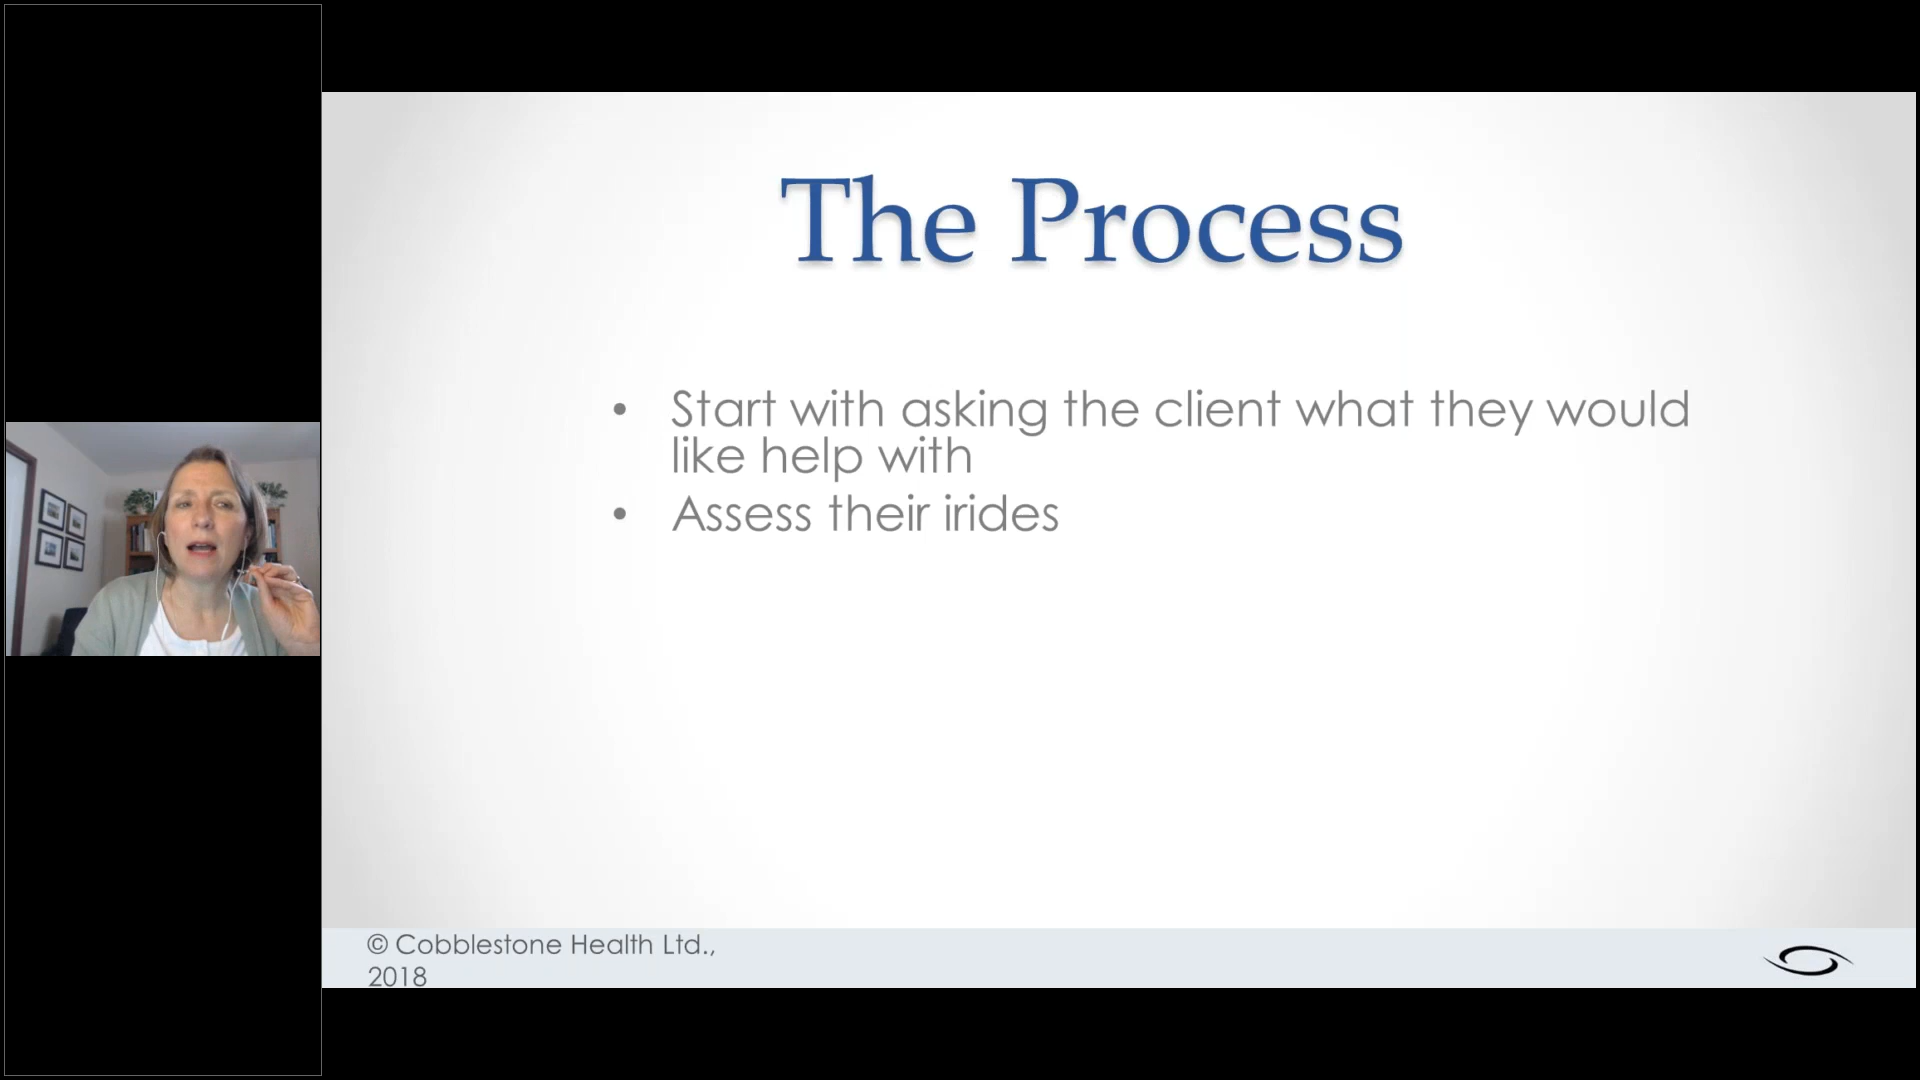 The Process
• Start with asking the client what they would
like help with
• Assess their irides
© Cobblestone Health Ltd.,
2018